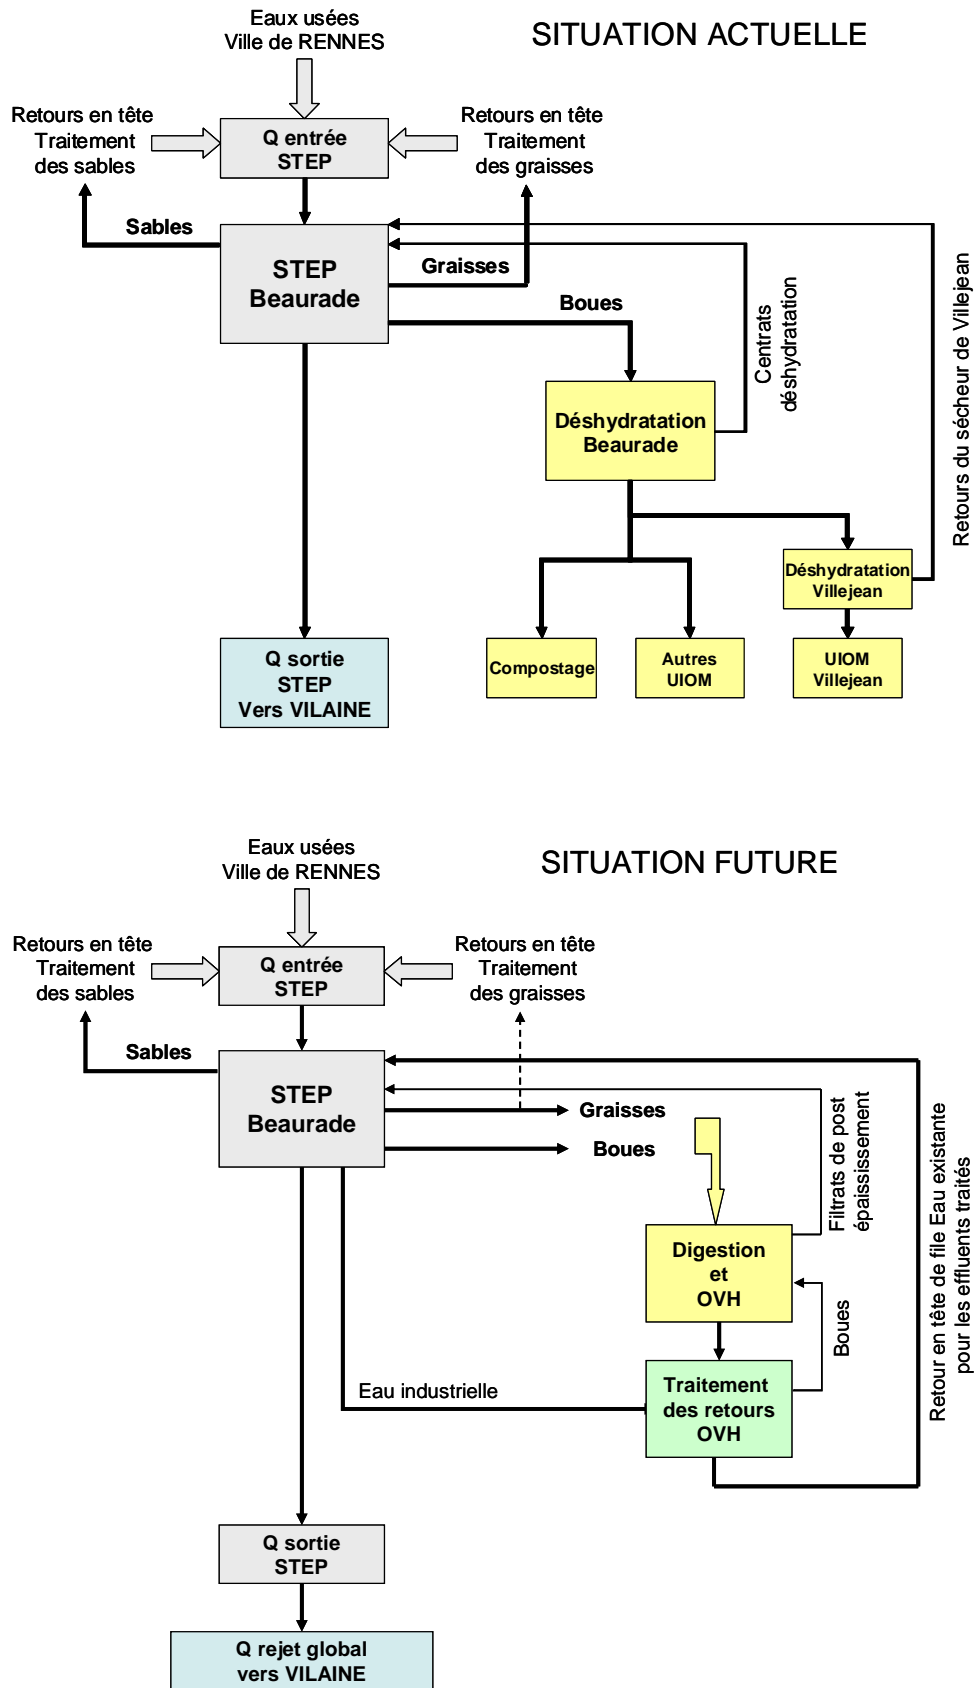 Eaux usées
Ville de RENNES
SITUATION ACTUELLE
Retours en tête
Traitement
des sables
Q entrée
STEP
Retours en tête
Traitement
des graisses
Sables
STEP
Beaurade
Graisses
Boues
Centrats
déshydratation
Retours du sécheur de Villejean
Déshydratation
Beaurade
Déshydratation
Villejean
Q sortie
STEP
Vers VILAINE
Compostage
Autres
UIOM
UIOM
Villejean
Eaux usées
Ville de RENNES
SITUATION FUTURE
Retours en tête
Traitement
des sables
Q entrée
STEP
Retours en tête
Traitement
des graisses
Sables
STEP
Beaurade
Graisses
Boues
Filtrats de post
épaississement
Retour en tête de file Eau existante
pour les effluents traités
Digestion
et
OVH
Boues
Eau industrielle
Traitement
des retours
OVH
Q sortie
STEP
Q rejet global
vers VILAINE